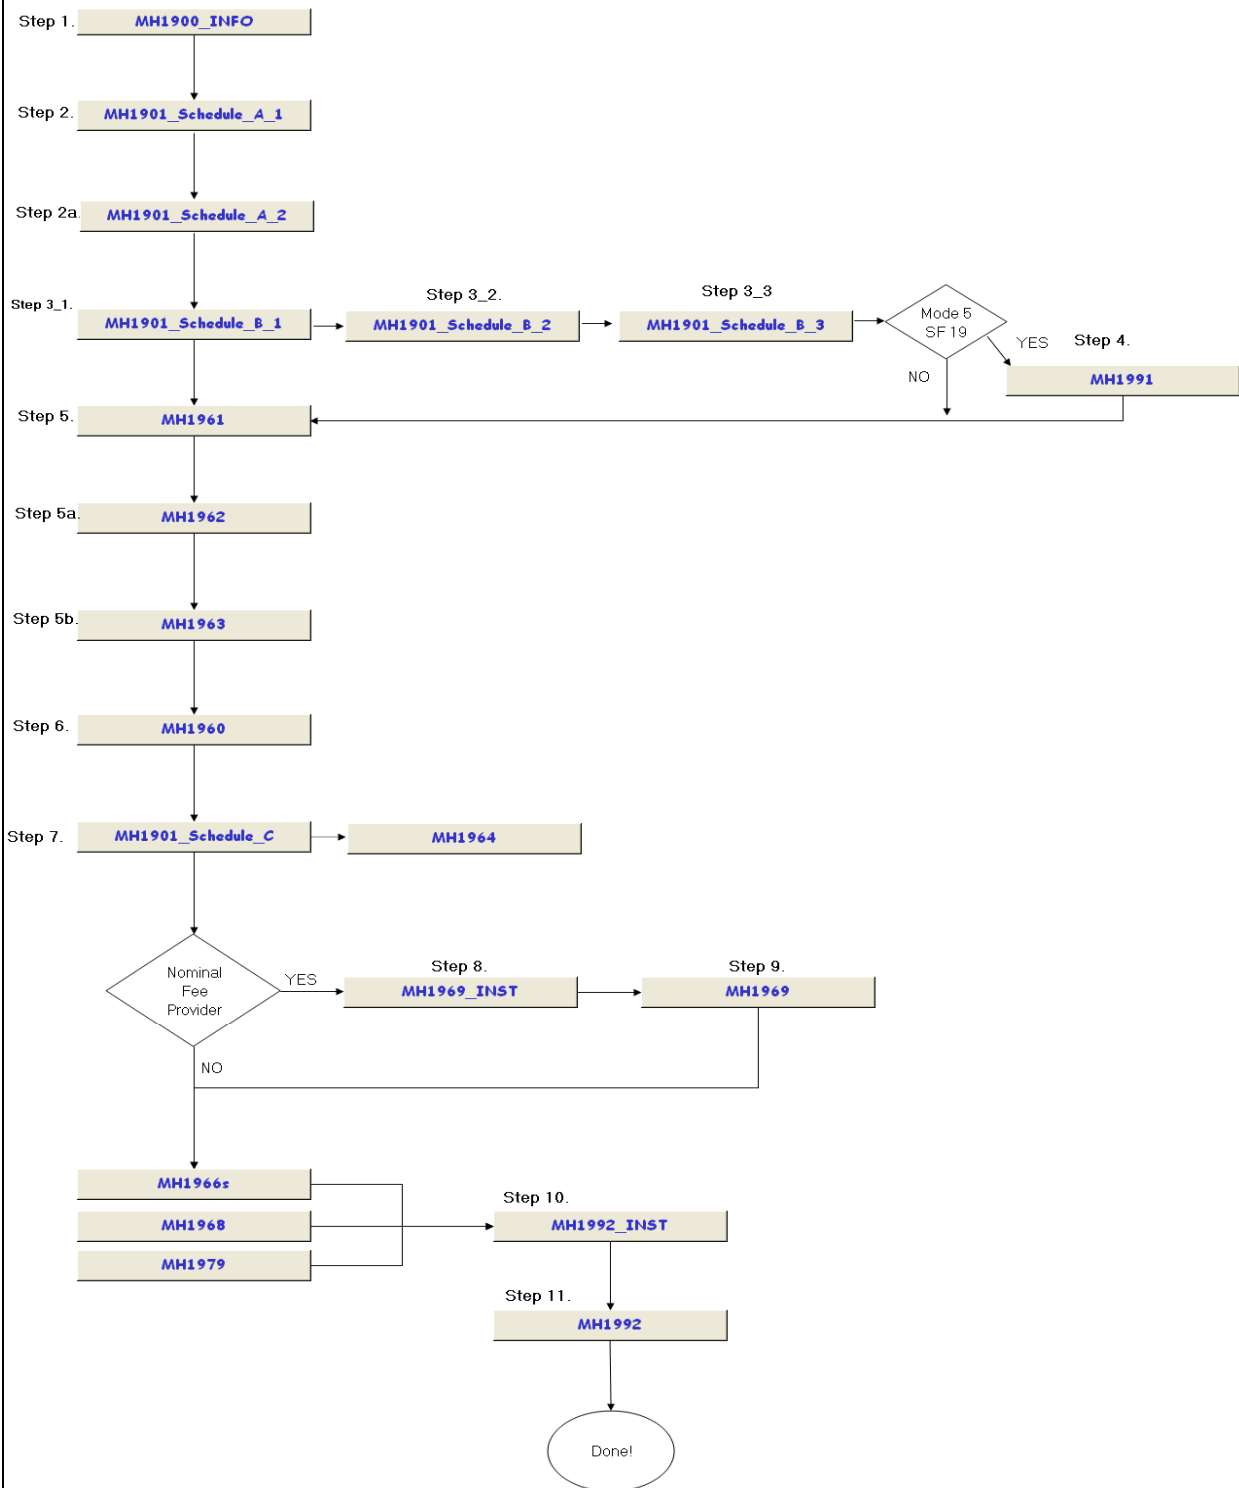 Step 1.
MH1900_INFO
Step 2.
MH1901_Schedule_A_1
Step 2a.
MH1901_Schedule_A_2
Step 3_1.
MH1901_Schedule_B_1
Step 3_2.
MH1901_Schedule_B_2
Step 3_3
MH1901_Schedule_B_3
Mode 5
SF 19
YES
NO
Step 4.
MH1991
Step 5.
MH1961
Step 5a.
MH1962
Step 5b.
MH1963
Step 6.
MH1960
Step 7.
MH1901_Schedule_C
MH1964
Nominal
Fee
Provider
YES
NO
Step 8.
MH1969_INST
Step 9.
MH1969
MH1966s
MH1968
MH1979
Step 10.
MH1992_INST
Step 11.
MH1992
Done!